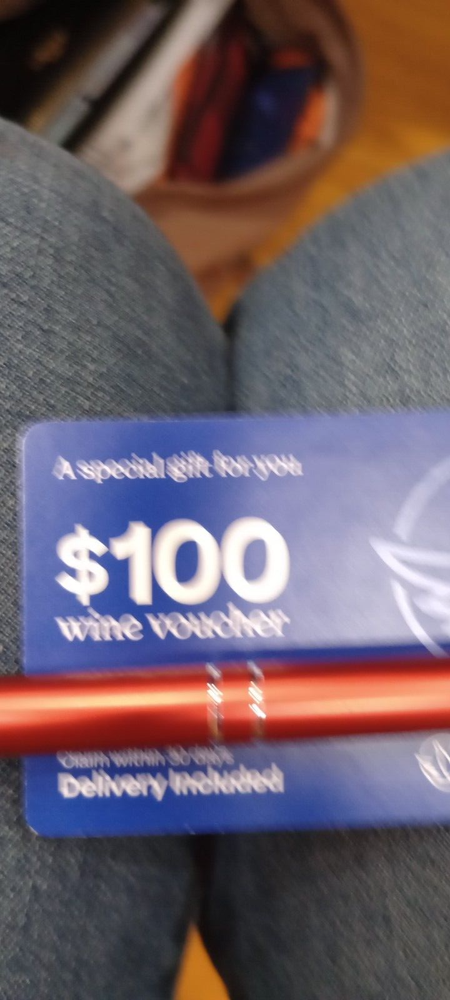 A special gift for you
$100
wine voucher
Claim within 30 days
Delivery Included